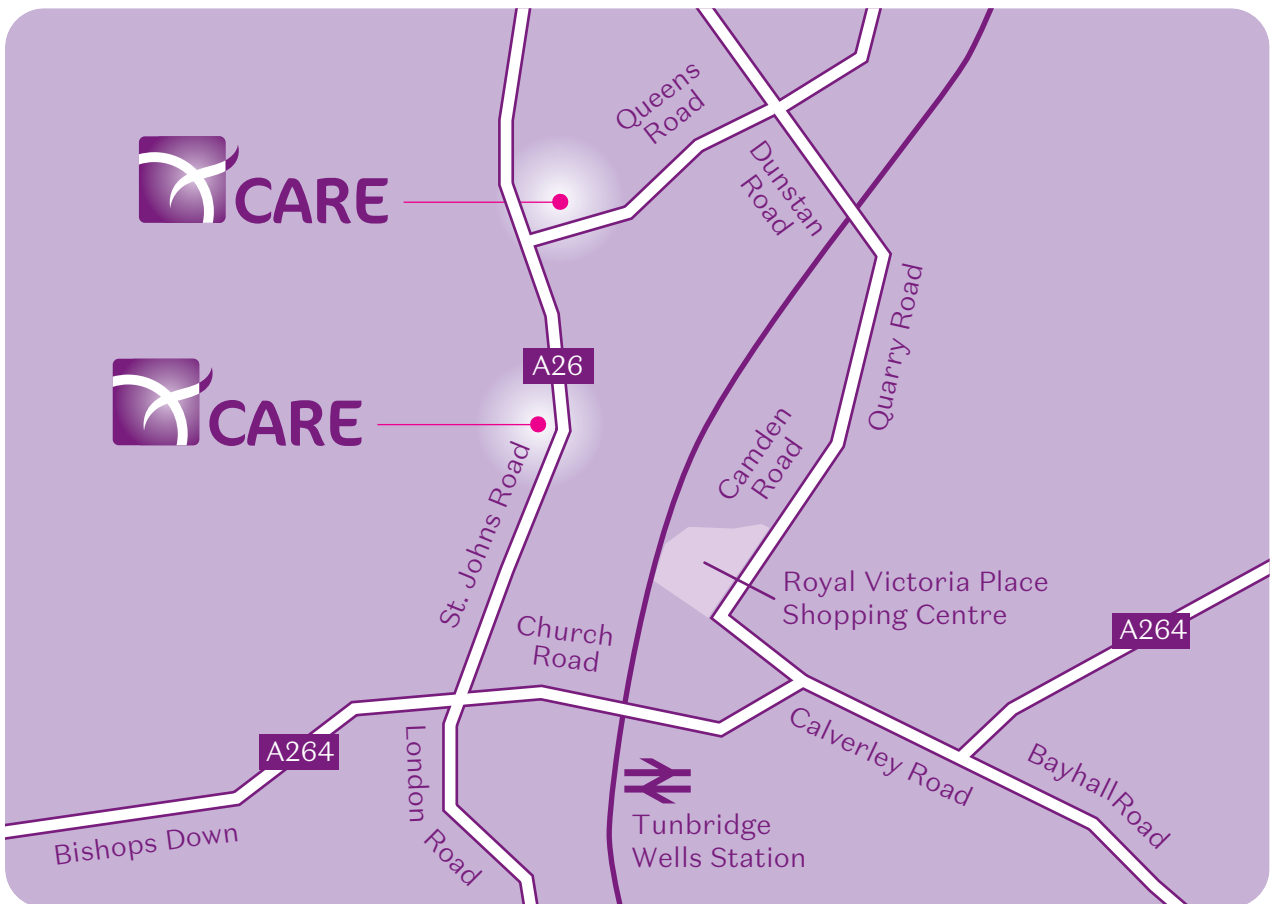 Queens
Road
CARE
Dunstan
Road
Quarry Road
A26
CARE
Camden
Road
St. Johns Road
Royal Victoria Place
Shopping Centre
Church
Road
A264
A264
London Road
Calverley Road
Bayhall Road
Bishops Down
Tunbridge
Wells Station